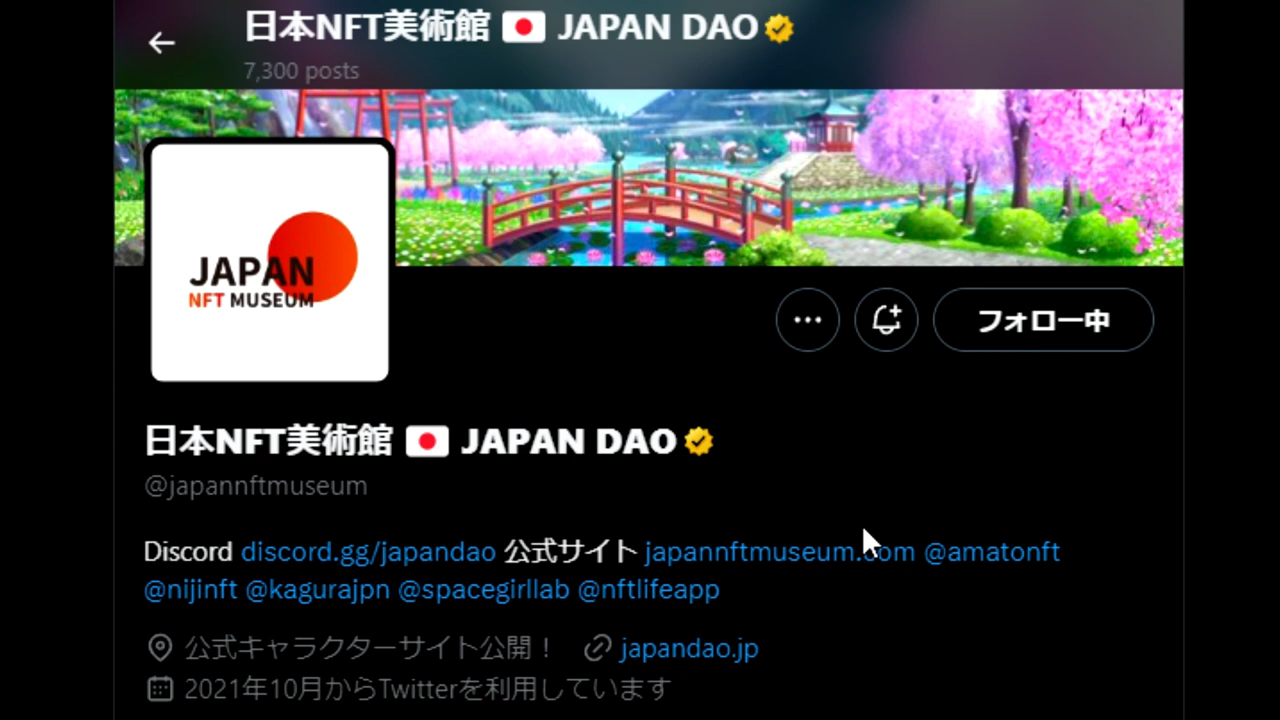 日本NFT美術館 🇯🇵 JAPAN DAO
7,300 posts
JAPAN
NFT MUSEUM
フォロー中
日本NFT美術館 🇯🇵 JAPAN DAO
@japannftmuseum
Discord discord.gg/japandao 公式サイト japannftmuseum.com @amatonft
@nijinft @kagurajpn @spacegirllab @nftlifeapp
公式キャラクターサイト公開！ japandao.jp
2021年10月からTwitterを利用しています